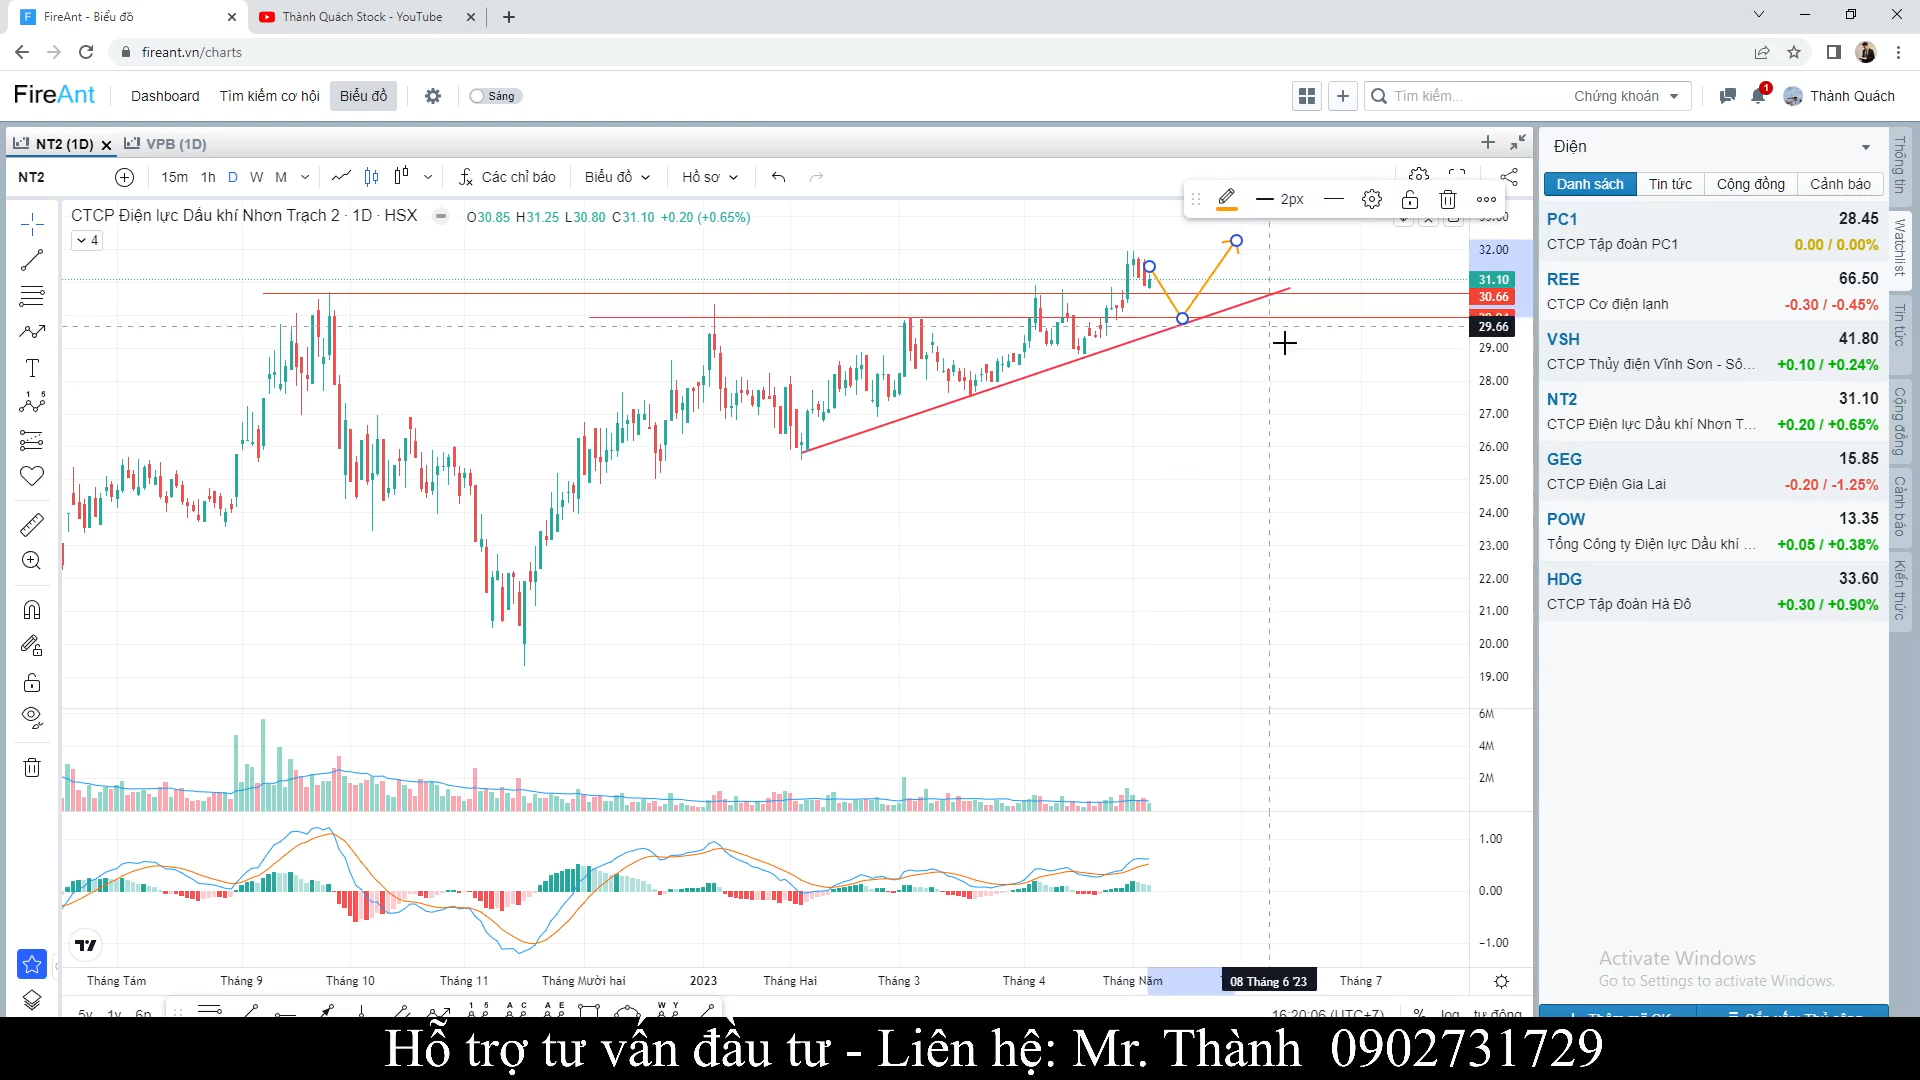 FireAnt - Biểu đồ
Thành Quách Stock - YouTube
fireant.vn/charts
FireAnt
Dashboard
Tìm kiếm cơ hội
Biểu đồ
Sáng
Tìm kiếm...
Chứng khoán
1
Thành Quách
NT2 (1D)
VPB (1D)
NT2
15m
1h
D
W
M
Các chỉ báo
Biểu đồ
Hồ sơ
2px
CTCP Điện lực Dầu khí Nhơn Trạch 2 · 1D · HSX
O30.85 H31.25 L30.80 C31.10 +0.20 (+0.65%)
4
32.00
31.10
30.66
29.66
29.00
28.00
27.00
26.00
25.00
24.00
23.00
22.00
21.00
20.00
19.00
6M
4M
2M
1.00
0.00
−1.00
Tháng Tám
Tháng 9
Tháng 10
Tháng 11
Tháng Mười hai
2023
Tháng Hai
Tháng 3
Tháng 4
Tháng Năm
08 Tháng 6 '23
Tháng 7
5y 1y 6p
16:20:06 (UTC+7)
%
log
tự động
Điện
Danh sách
Tin tức
Cộng đồng
Cảnh báo
PC1 28.45
CTCP Tập đoàn PC1 0.00 / 0.00%
REE 66.50
CTCP Cơ điện lạnh -0.30 / -0.45%
VSH 41.80
CTCP Thủy điện Vĩnh Sơn - Sô... +0.10 / +0.24%
NT2 31.10
CTCP Điện lực Dầu khí Nhơn T... +0.20 / +0.65%
GEG 15.85
CTCP Điện Gia Lai -0.20 / -1.25%
POW 13.35
Tổng Công ty Điện lực Dầu khí ... +0.05 / +0.38%
HDG 33.60
CTCP Tập đoàn Hà Đô +0.30 / +0.90%
Thông tin
Watchlist
Tin tức
Cộng đồng
Cảnh báo
Kiến thức
Activate Windows
Go to Settings to activate Windows.
Hỗ trợ tư vấn đầu tư - Liên hệ: Mr. Thành 0902731729